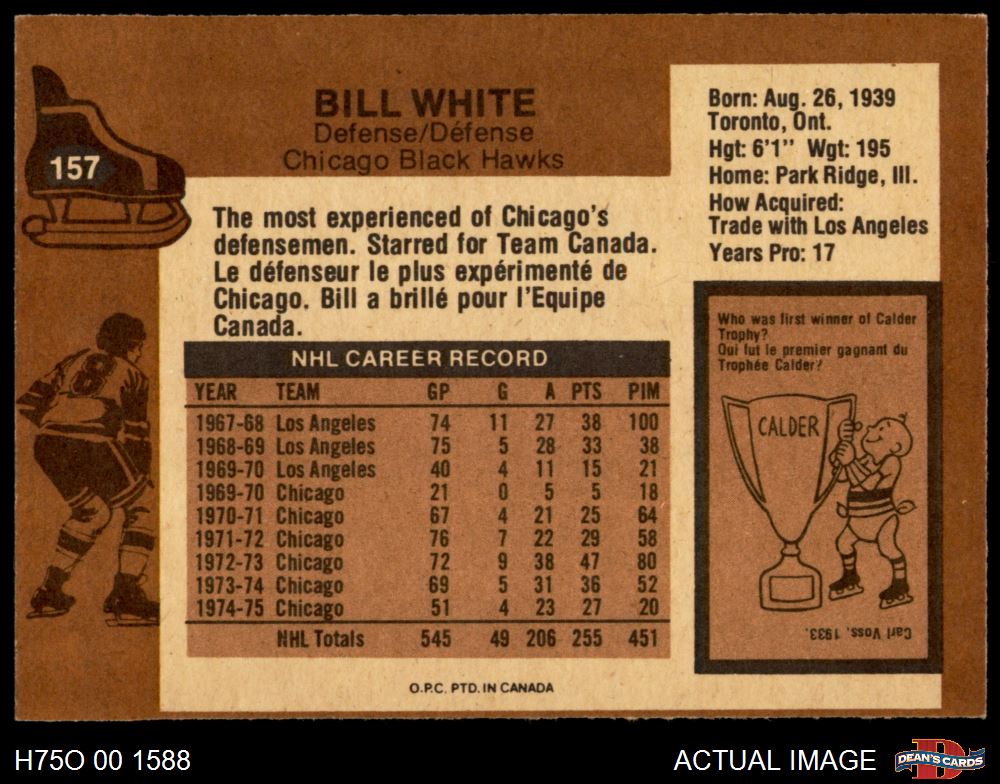 157
BILL WHITE
Defense/Défense
Chicago Black Hawks
Born: Aug. 26, 1939
Toronto, Ont.
Hgt: 6'1" Wgt: 195
Home: Park Ridge, Ill.
How Acquired:
Trade with Los Angeles
Years Pro: 17
The most experienced of Chicago's
defensemen. Starred for Team Canada.
Le défenseur le plus expérimenté de
Chicago. Bill a brillé pour l'Equipe
Canada.
NHL CAREER RECORD
YEAR TEAM GP G A PTS PIM
1967-68 Los Angeles 74 11 27 38 100
1968-69 Los Angeles 75 5 28 33 38
1969-70 Los Angeles 40 4 11 15 21
1969-70 Chicago 21 0 5 5 18
1970-71 Chicago 67 4 21 25 64
1971-72 Chicago 76 7 22 29 58
1972-73 Chicago 72 9 38 47 80
1973-74 Chicago 69 5 31 36 52
1974-75 Chicago 51 4 23 27 20
NHL Totals 545 49 206 255 451
Who was first winner of Calder
Trophy?
Qui fut le premier gagnant du
Trophée Calder?
CALDER
8
Carl Voss, 1933.
O.P.C. PTD. IN CANADA
H75O 00 1588
ACTUAL IMAGE
D
DEAN'S CARDS